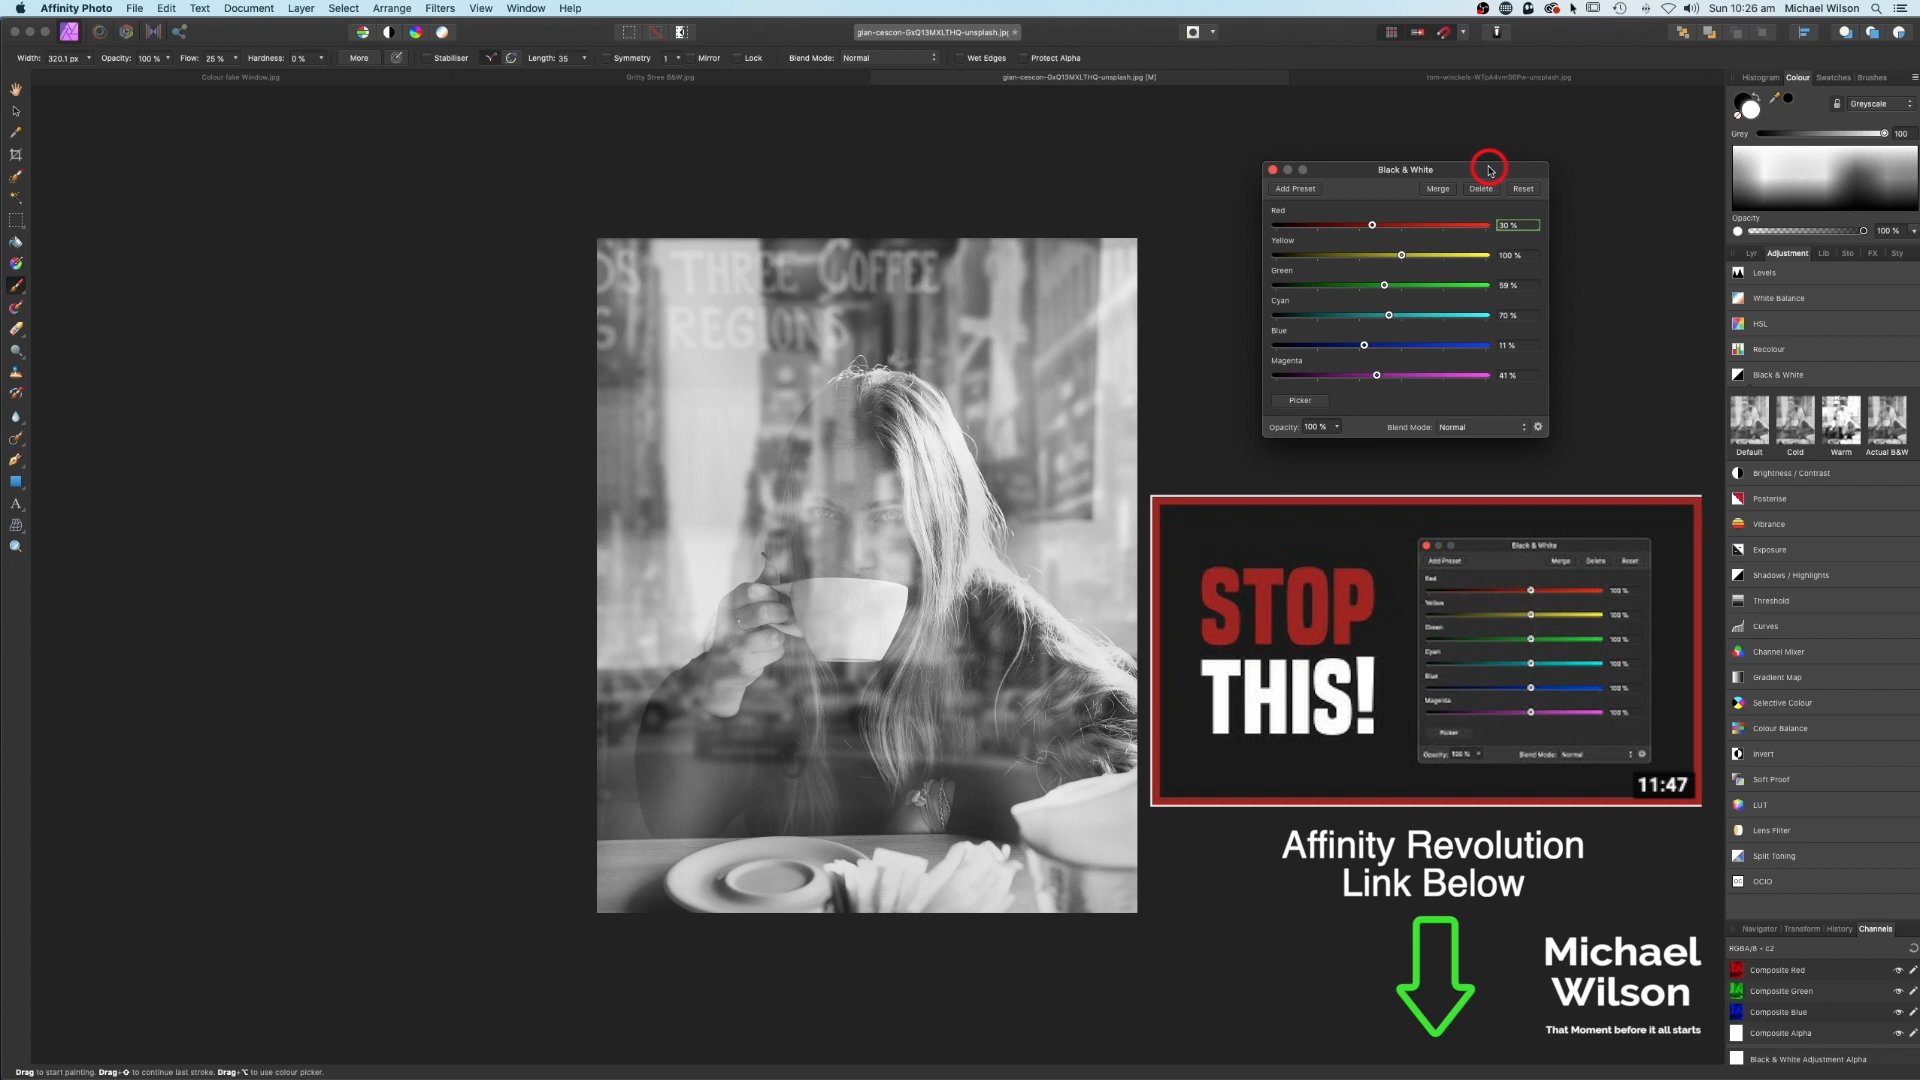 Affinity Photo File Edit Text Document Layer Select Arrange Filters View Window Help Sun 10:26 am Michael Wilson
gian-cescon-GxQ13MXLTHQ-unsplash.jpg
Width: 320.1 px Opacity: 100 % Flow: 25 % Hardness: 0 % More Stabiliser Length: 35 Symmetry 1 Mirror Lock Blend Mode: Normal Wet Edges Protect Alpha
Colour fake Window.jpg Gritty Stree B&W.jpg gian-cescon-GxQ13MXLTHQ-unsplash.jpg [M] tom-winckels-WTpA4vmS6Pw-unsplash.jpg
Histogram Colour Swatches Brushes
Greyscale
Grey 100
Opacity
100 %
Lyr Adjustment Lib Sto FX Sty
Levels
White Balance
HSL
Recolour
Black & White
Default Cold Warm Actual B&W
Brightness / Contrast
Posterise
Vibrance
Exposure
Shadows / Highlights
Threshold
Curves
Channel Mixer
Gradient Map
Selective Colour
Colour Balance
Invert
Soft Proof
LUT
Lens Filter
Split Toning
OCIO
Navigator Transform History Channels
RGBA/8 - c2
Composite Red
Composite Green
Composite Blue
Composite Alpha
Black & White Adjustment Alpha
Black & White
Add Preset Merge Delete Reset
Red
30 %
Yellow
100 %
Green
59 %
Cyan
70 %
Blue
11 %
Magenta
41 %
Picker
Opacity: 100 % Blend Mode: Normal
THREE COFFEE
REGIONS
STOP
THIS!
Black & White
Add Preset Merge Delete Reset
Red
100 %
Yellow
100 %
Green
100 %
Cyan
100 %
Blue
100 %
Magenta
100 %
Picker
Opacity: 100 % Blend Mode: Normal
11:47
Affinity Revolution
Link Below
Michael
Wilson
That Moment before it all starts
Drag to start painting. Drag+⇧ to continue last stroke. Drag+⌥ to use colour picker.